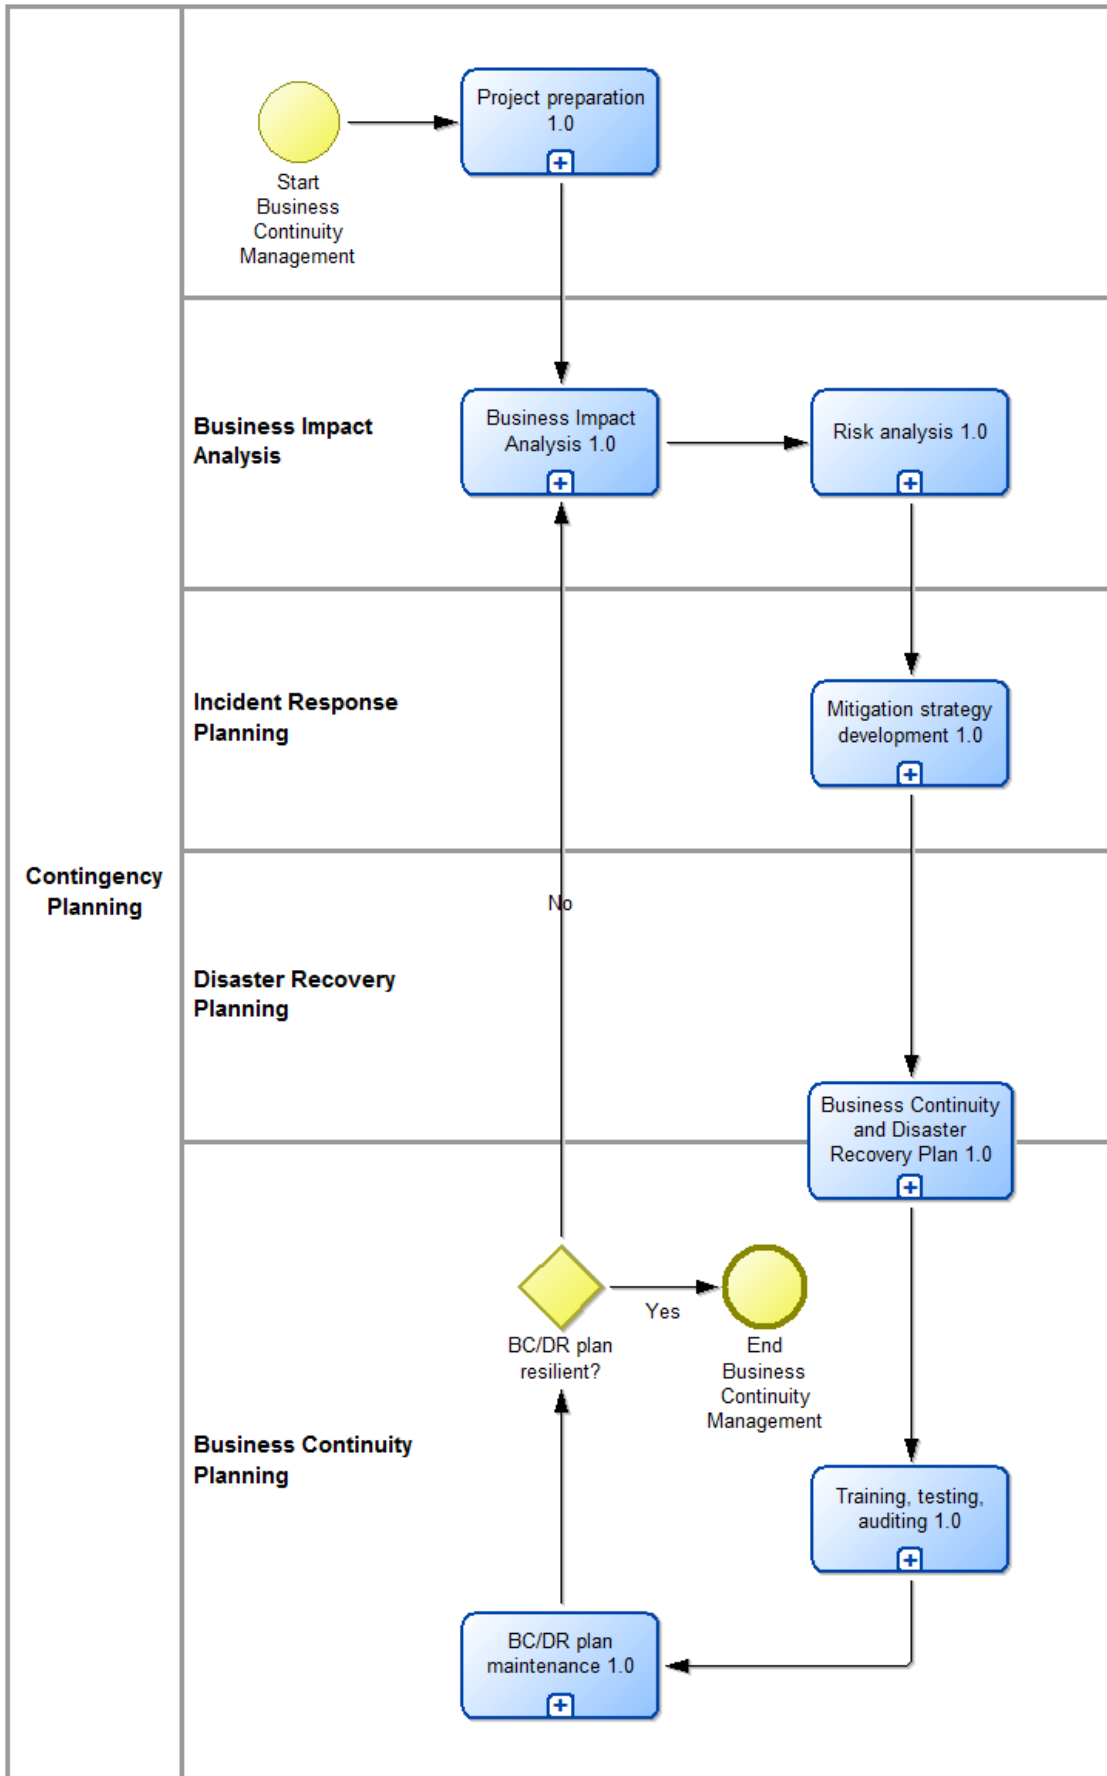 Project preparation
1.0
Start
Business
Continuity
Management
Business Impact
Analysis
Business Impact
Analysis 1.0
Risk analysis 1.0
Incident Response
Planning
Mitigation strategy
development 1.0
Contingency
Planning
No
Disaster Recovery
Planning
Business Continuity
and Disaster
Recovery Plan 1.0
Yes
BC/DR plan
resilient?
End
Business
Continuity
Management
Business Continuity
Planning
Training, testing,
auditing 1.0
BC/DR plan
maintenance 1.0